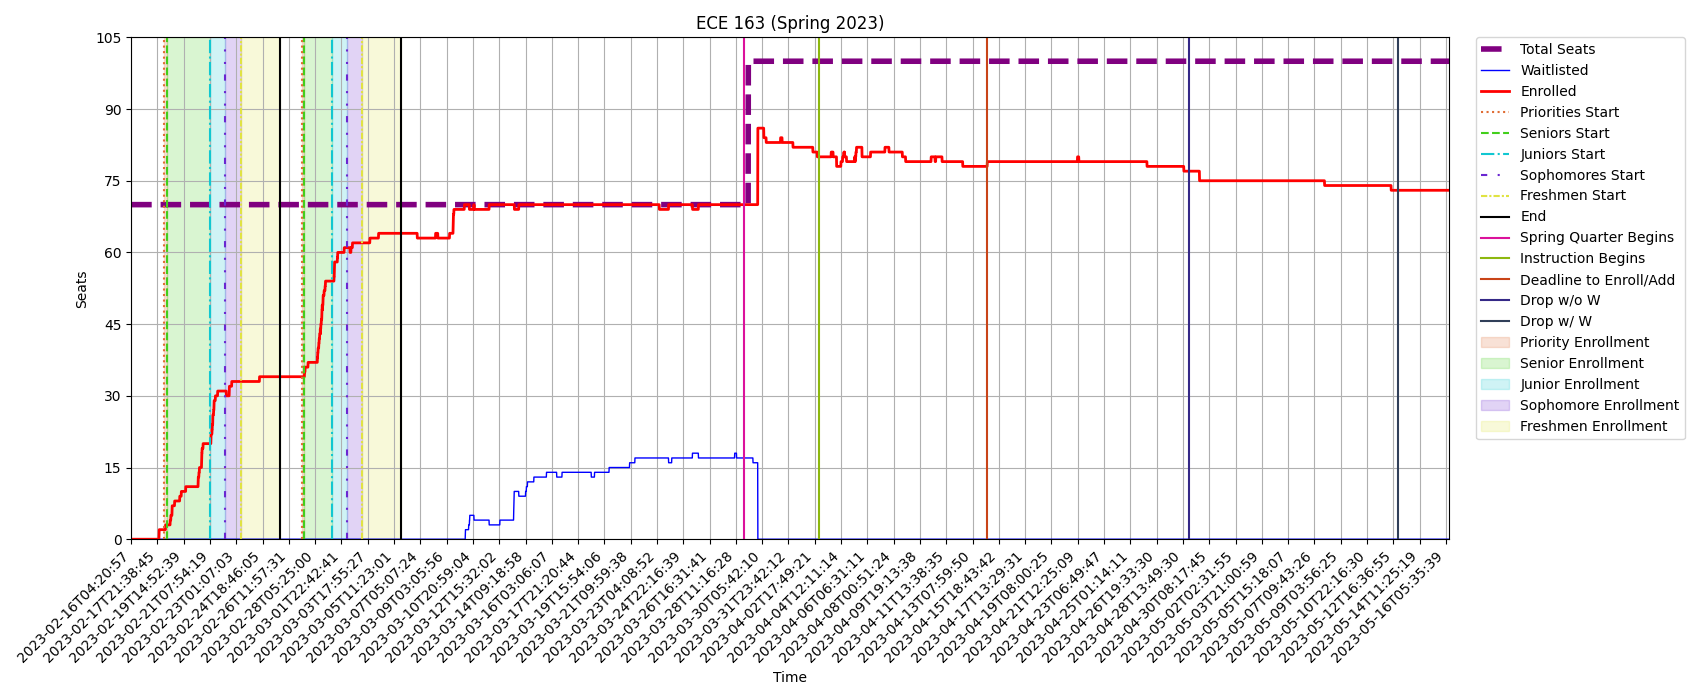 ECE 163 (Spring 2023)
105
90
75
60
45
30
15
0
Seats
2023-02-16T04:20:57
2023-02-17T21:38:45
2023-02-19T14:52:39
2023-02-21T07:54:19
2023-02-23T01:07:03
2023-02-24T18:46:05
2023-02-26T11:57:31
2023-02-28T05:25:00
2023-03-01T22:42:41
2023-03-03T17:55:27
2023-03-05T11:23:01
2023-03-07T05:07:24
2023-03-09T03:05:56
2023-03-10T20:59:04
2023-03-12T15:32:02
2023-03-14T09:18:58
2023-03-16T03:06:07
2023-03-17T21:20:44
2023-03-19T15:54:06
2023-03-21T09:59:38
2023-03-23T04:08:52
2023-03-24T22:16:39
2023-03-26T16:31:41
2023-03-28T11:16:28
2023-03-30T05:42:10
2023-03-31T23:42:12
2023-04-02T17:49:21
2023-04-04T12:11:14
2023-04-06T06:31:11
2023-04-08T00:51:24
2023-04-09T19:13:38
2023-04-11T13:38:35
2023-04-13T07:59:50
2023-04-15T18:43:42
2023-04-17T13:29:31
2023-04-19T08:00:25
2023-04-21T12:25:09
2023-04-23T06:49:47
2023-04-25T01:14:11
2023-04-26T19:33:30
2023-04-28T13:49:30
2023-04-30T08:17:45
2023-05-02T02:31:55
2023-05-03T21:00:59
2023-05-05T15:18:07
2023-05-07T09:43:26
2023-05-09T03:56:25
2023-05-10T22:16:30
2023-05-12T16:36:55
2023-05-14T11:25:19
2023-05-16T05:35:39
Time
Total Seats
Waitlisted
Enrolled
Priorities Start
Seniors Start
Juniors Start
Sophomores Start
Freshmen Start
End
Spring Quarter Begins
Instruction Begins
Deadline to Enroll/Add
Drop w/o W
Drop w/ W
Priority Enrollment
Senior Enrollment
Junior Enrollment
Sophomore Enrollment
Freshmen Enrollment